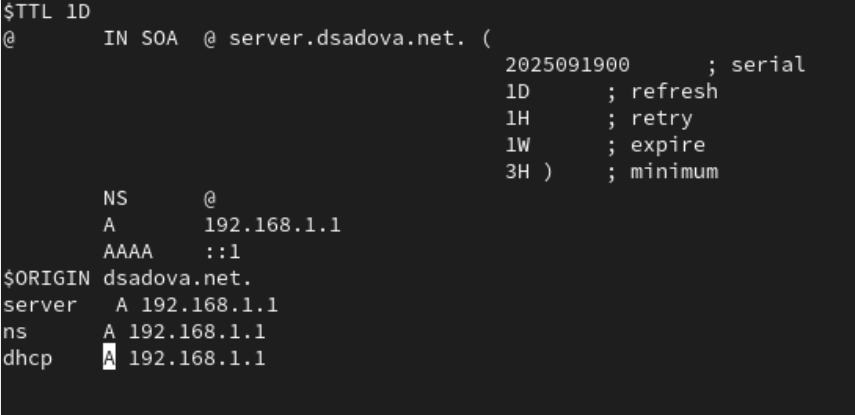 $TTL 1D
@ IN SOA @ server.dsadova.net. (
2025091900 ; serial
1D ; refresh
1H ; retry
1W ; expire
3H ) ; minimum
NS @
A 192.168.1.1
AAAA ::1
$ORIGIN dsadova.net.
server A 192.168.1.1
ns A 192.168.1.1
dhcp A 192.168.1.1